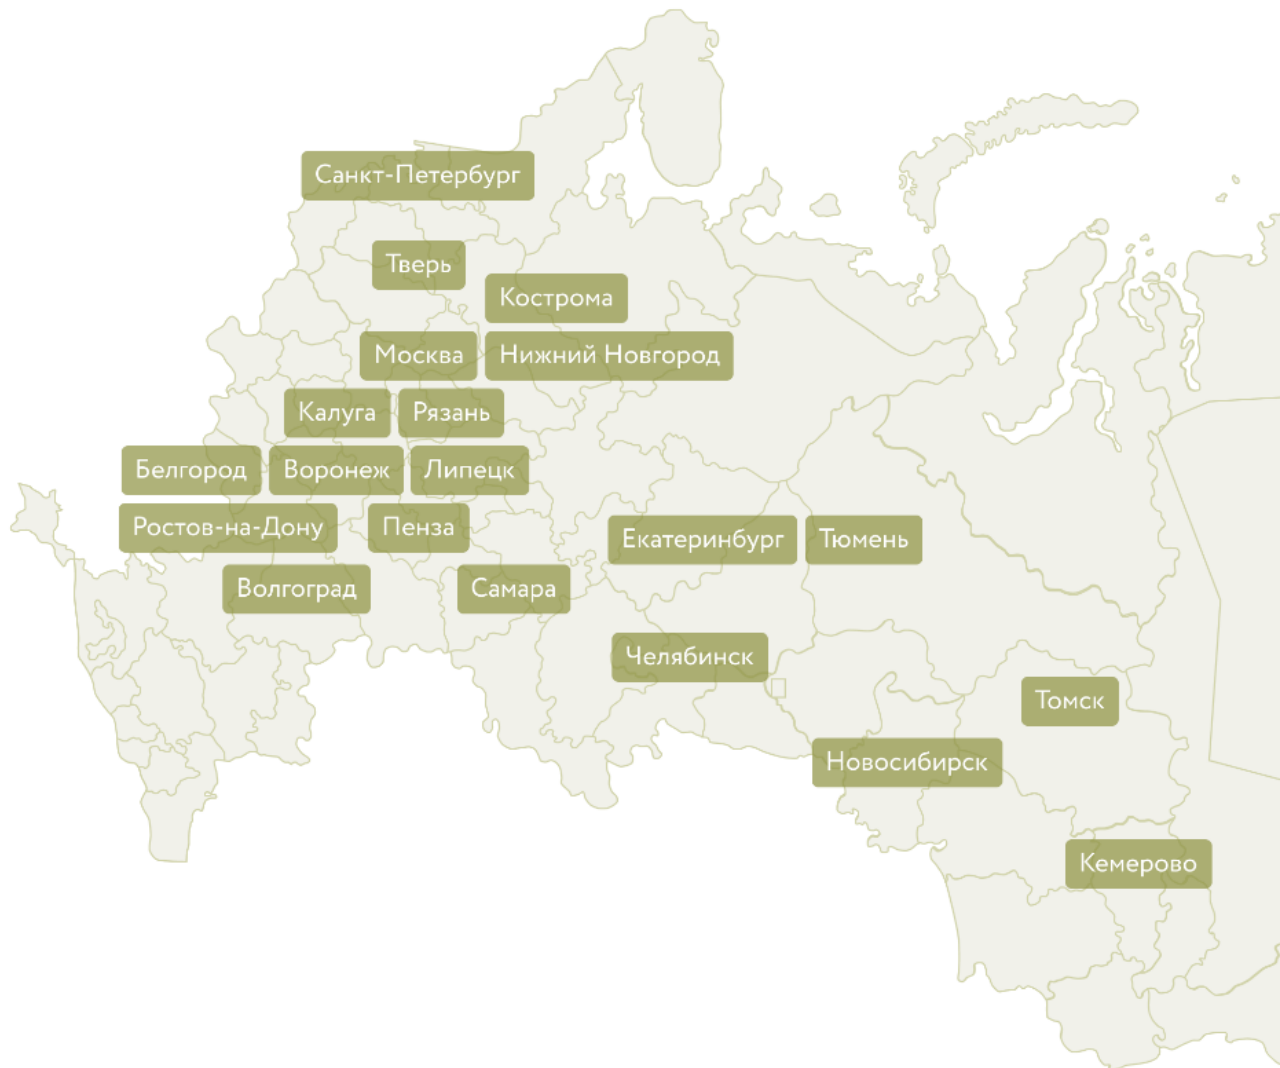 Санкт-Петербург
Тверь
Кострома
Москва
Нижний Новгород
Калуга
Рязань
Белгород
Воронеж
Липецк
Ростов-на-Дону
Пенза
Екатеринбург
Тюмень
Волгоград
Самара
Челябинск
Томск
Новосибирск
Кемерово